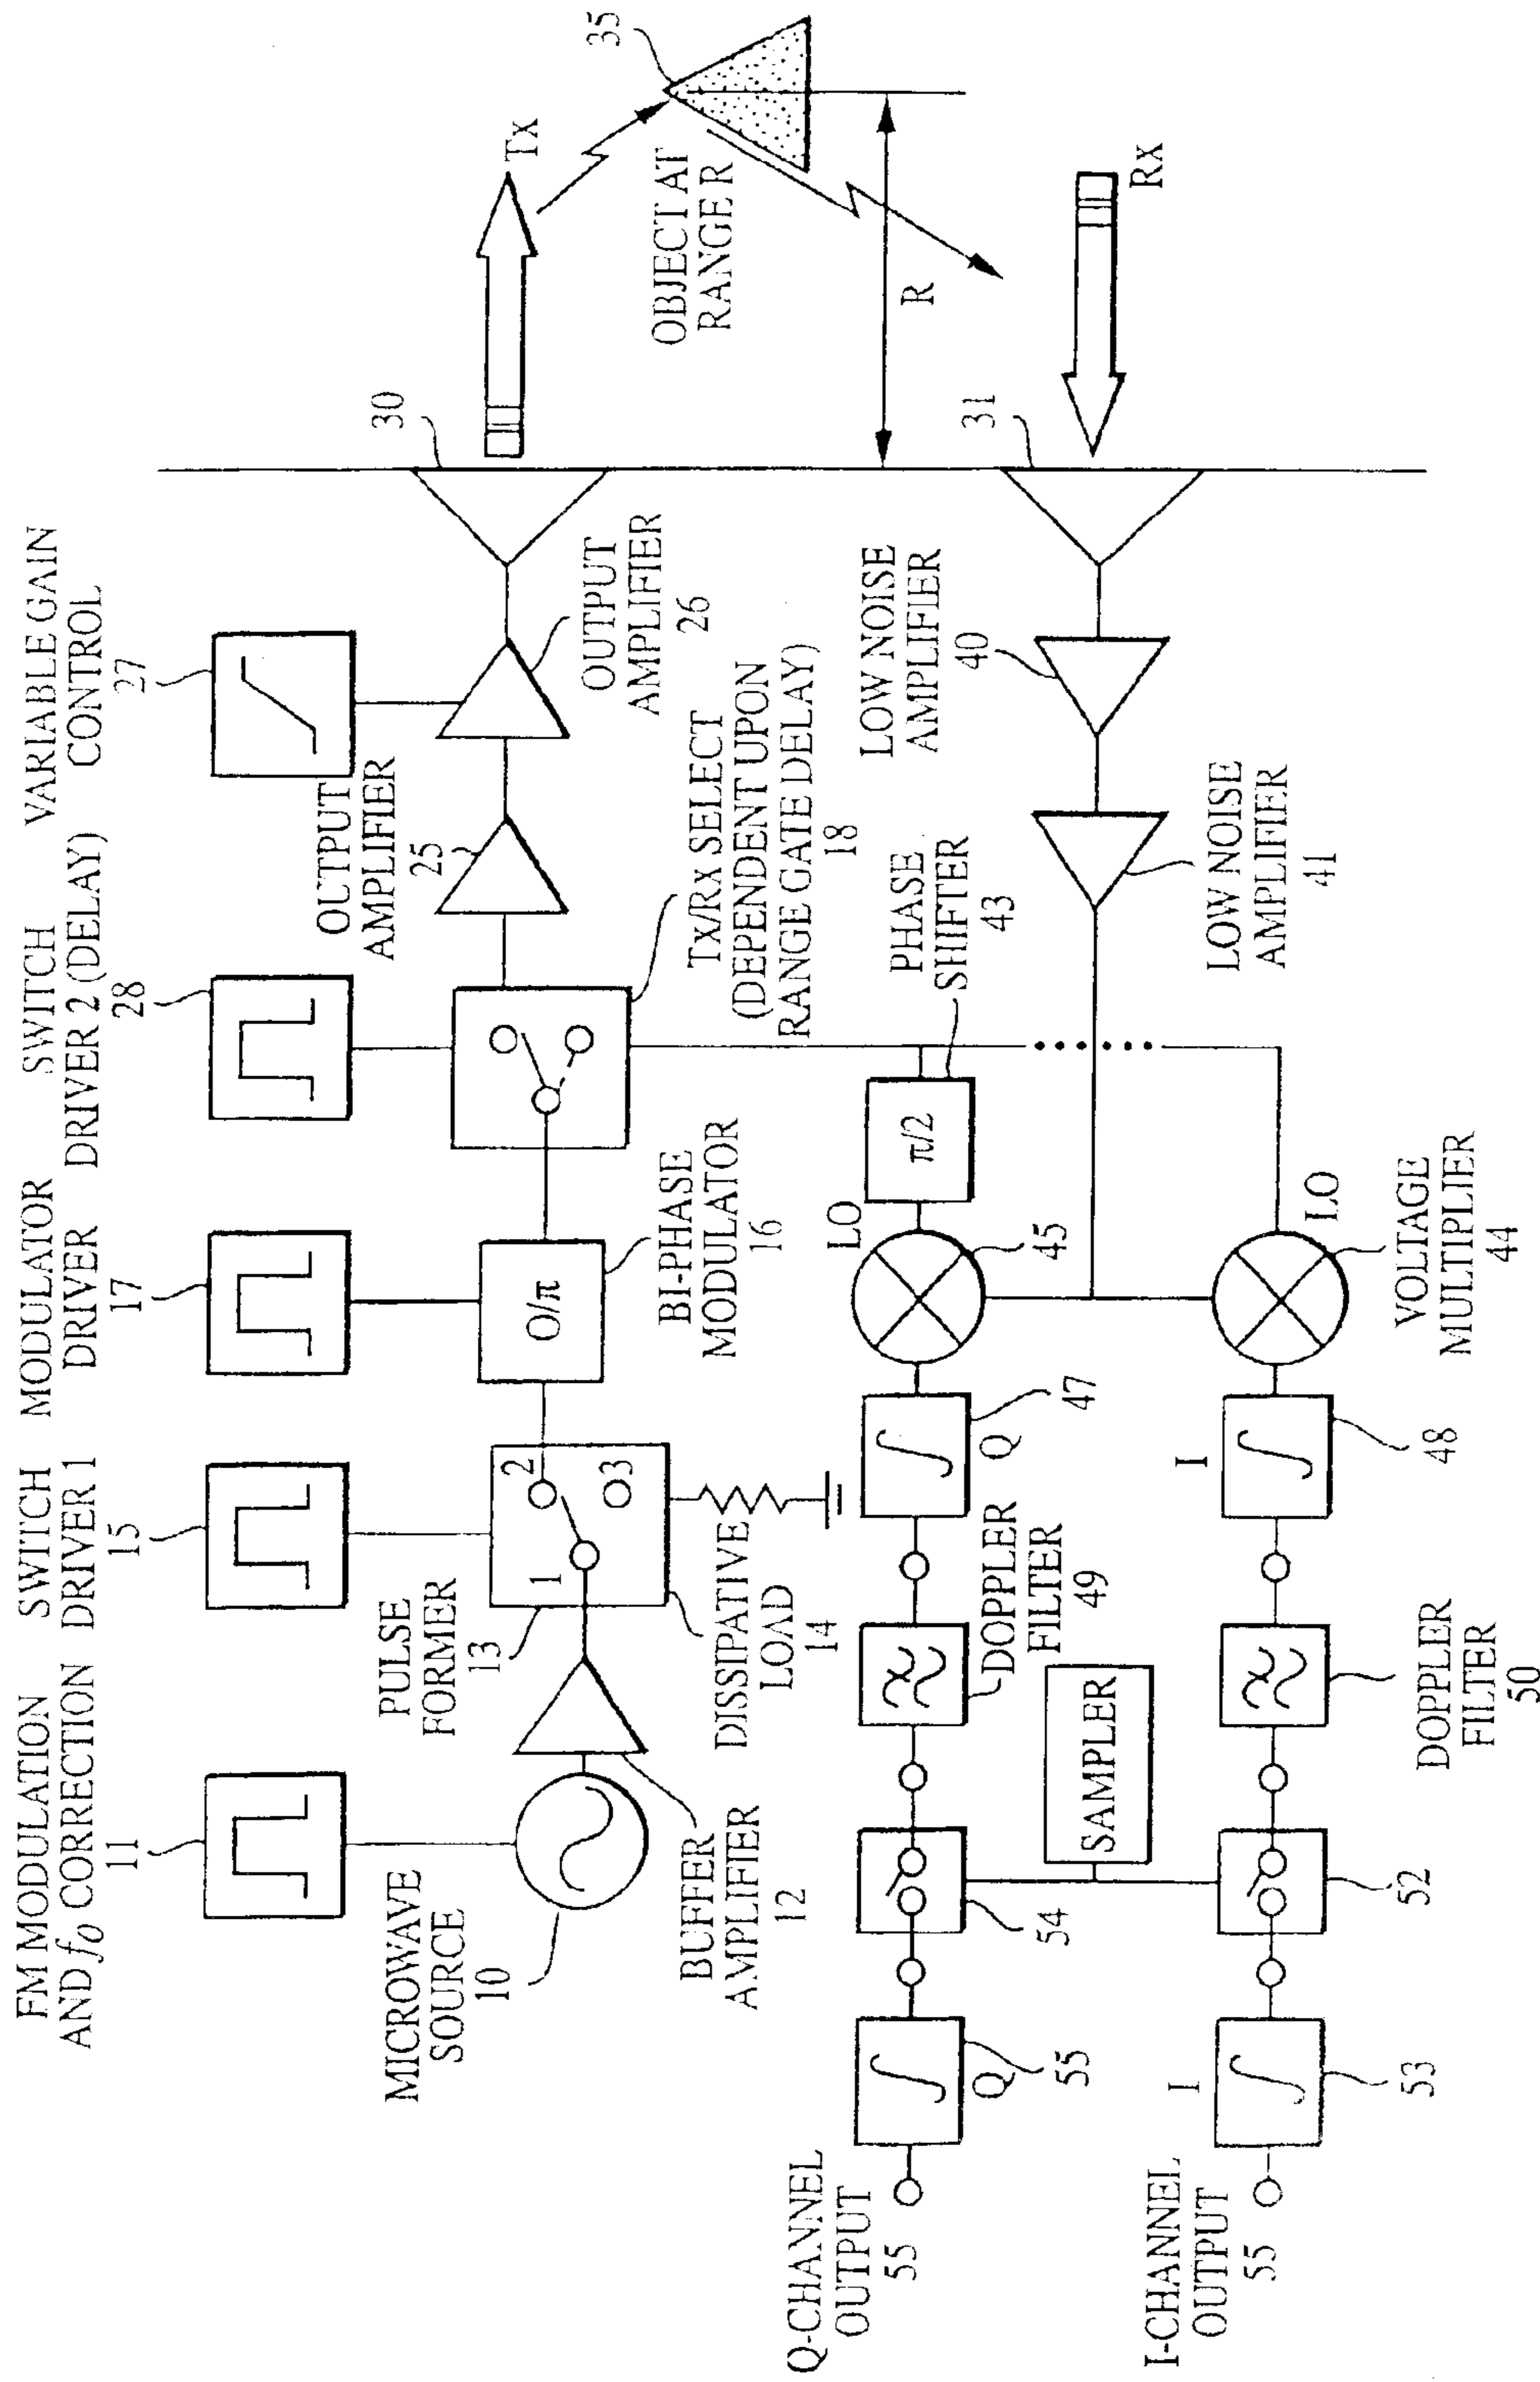 FM MODULATION
AND f0 CORRECTION
11
SWITCH
DRIVER 1
15
MODULATOR
DRIVER
17
SWITCH
DRIVER 2 (DELAY)
28
VARIABLE GAIN
CONTROL
27
MICROWAVE
SOURCE
10
BUFFER
AMPLIFIER
12
PULSE
FORMER
13
1
2
3
DISSIPATIVE
LOAD
14
O/π
BI-PHASE
MODULATOR
16
TX/RX SELECT
(DEPENDENT UPON
RANGE GATE DELAY)
18
OUTPUT
AMPLIFIER
25
OUTPUT
AMPLIFIER
26
30
Tx
35
OBJECT AT
RANGE R
R
31
Rx
LOW NOISE
AMPLIFIER
40
LOW NOISE
AMPLIFIER
41
PHASE
SHIFTER
43
π/2
LO
45
LO
VOLTAGE
MULTIPLIER
44
Q
47
I
48
DOPPLER
FILTER
49
DOPPLER
FILTER
50
SAMPLER
54
52
Q
55
I
53
Q-CHANNEL
OUTPUT
55
I-CHANNEL
OUTPUT
55